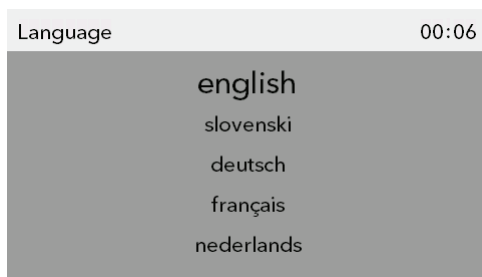 Language 00:06
english
slovenski
deutsch
français
nederlands